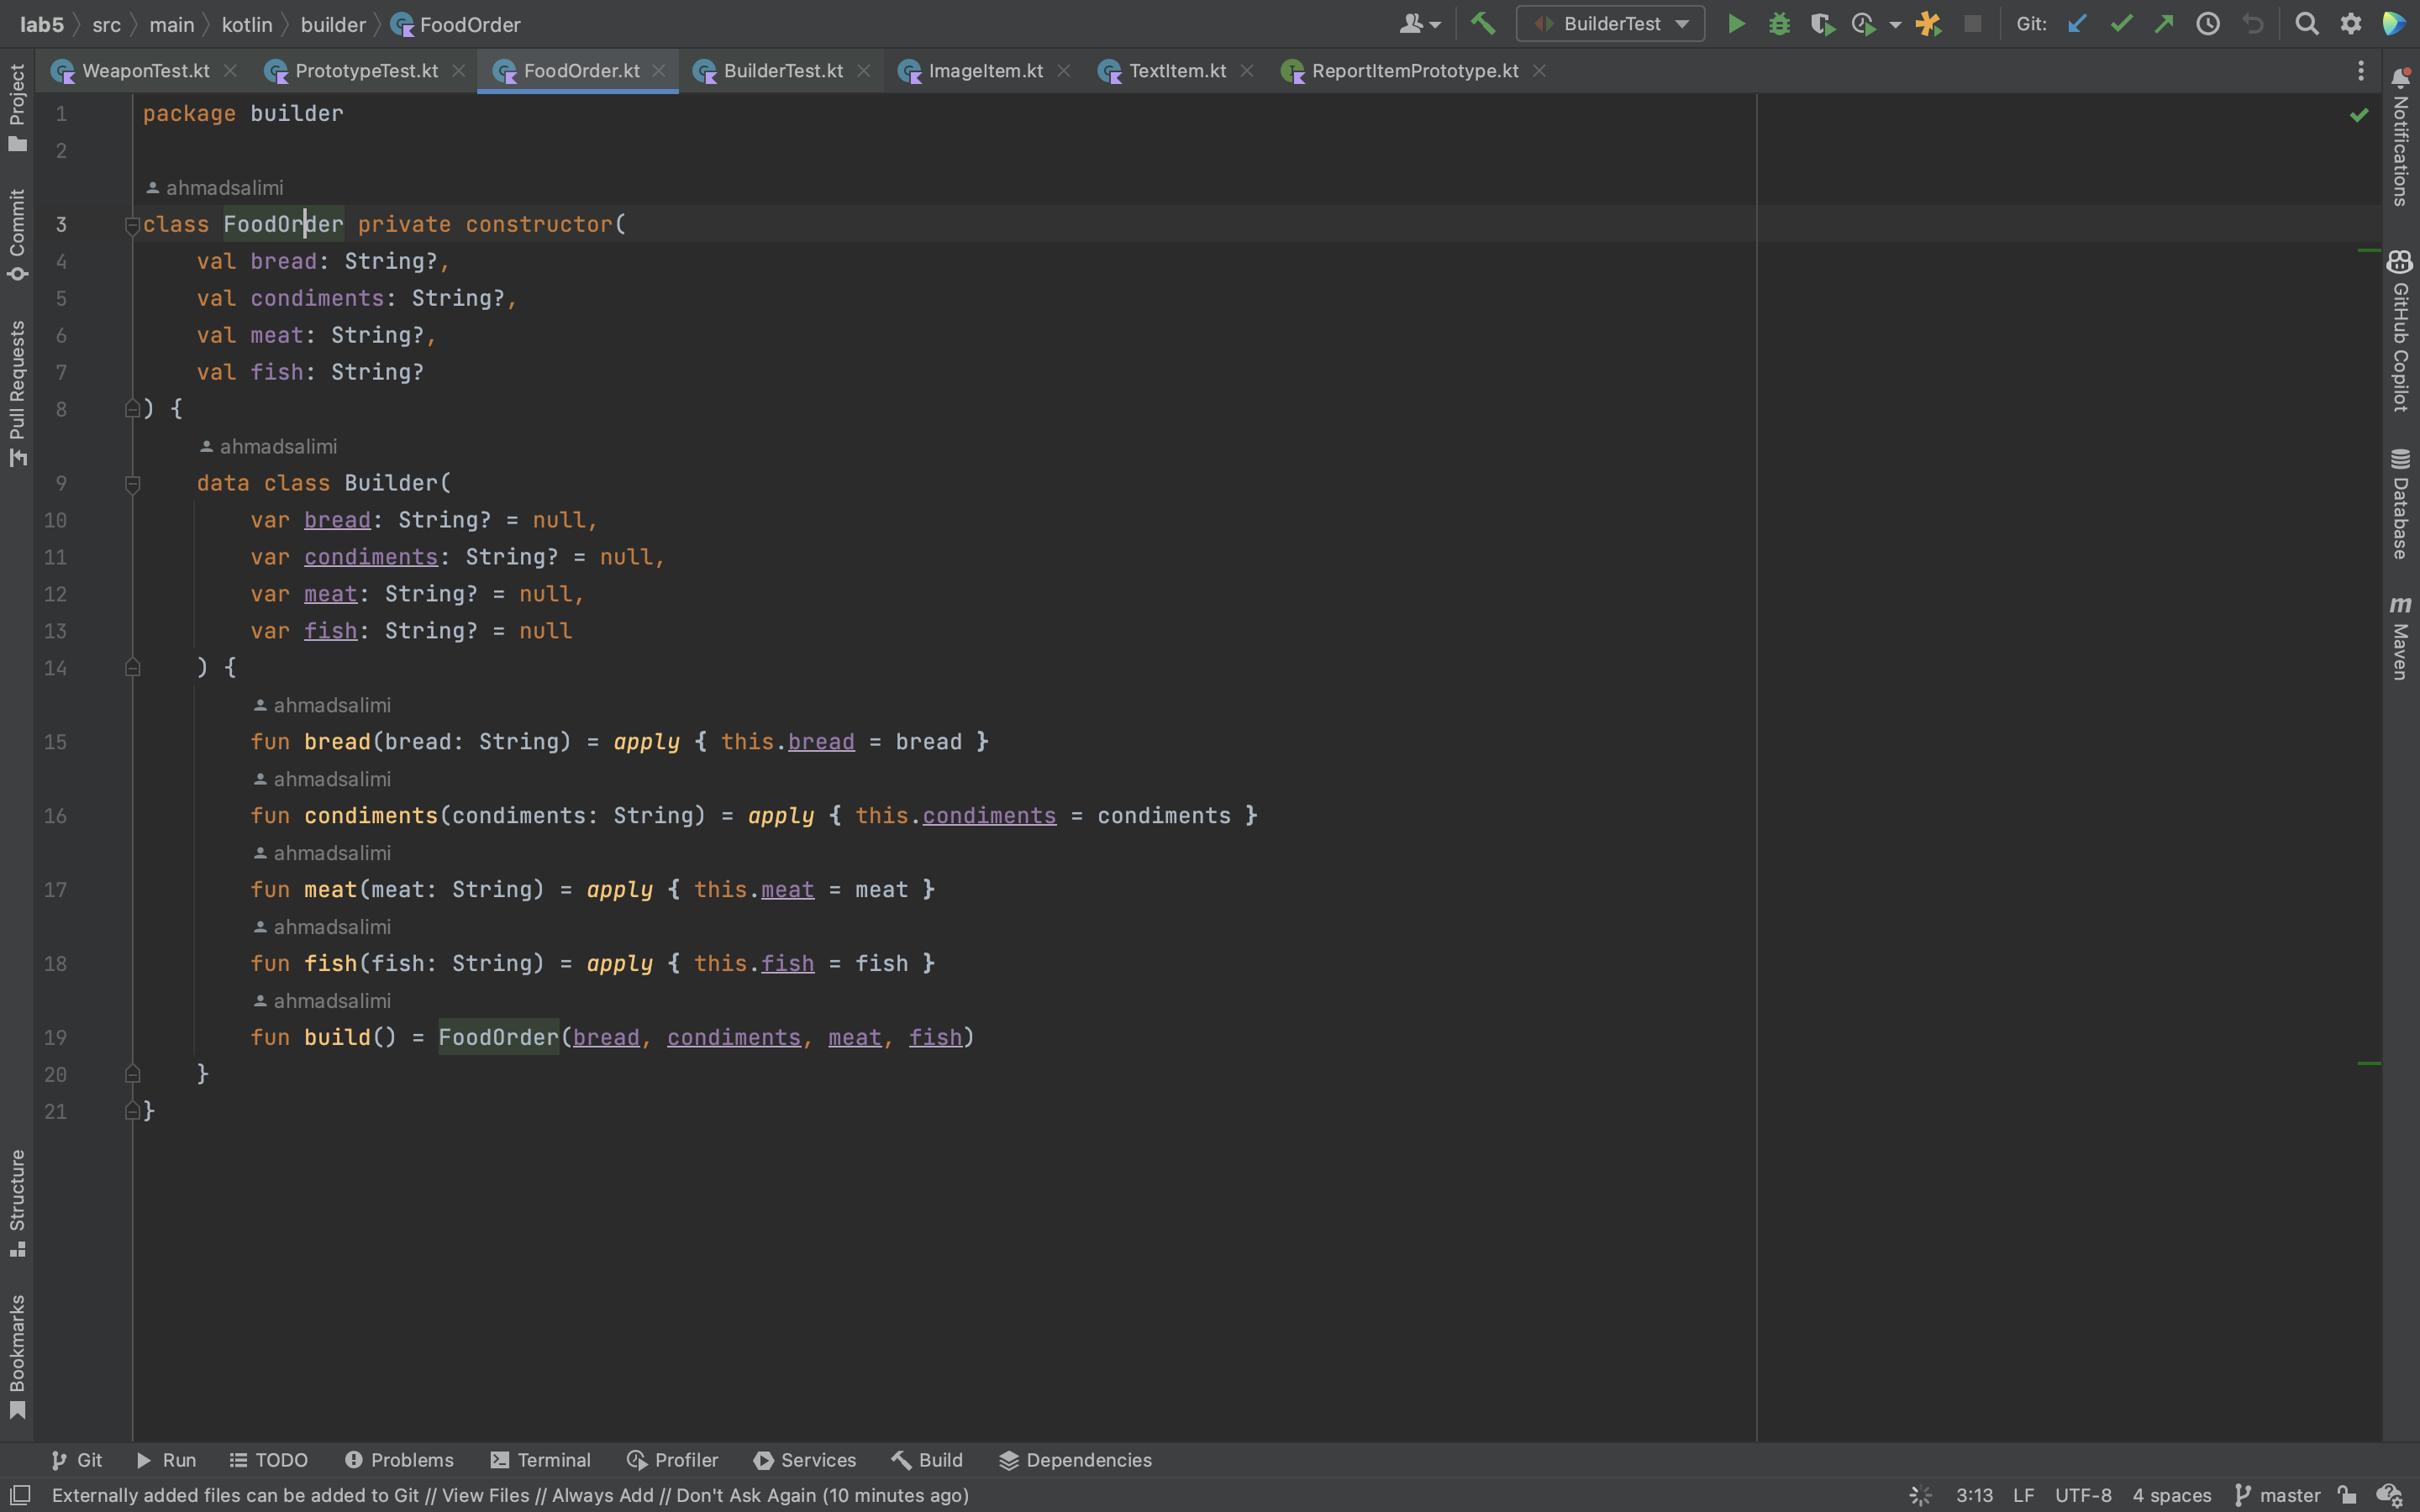 lab5 src main kotlin builder FoodOrder BuilderTest Git:
WeaponTest.kt PrototypeTest.kt FoodOrder.kt BuilderTest.kt ImageItem.kt TextItem.kt ReportItemPrototype.kt
Project
Commit
Pull Requests
Structure
Bookmarks
1 package builder
2
ahmadsalimi
3 class FoodOrder private constructor(
4 val bread: String?,
5 val condiments: String?,
6 val meat: String?,
7 val fish: String?
8 ) {
ahmadsalimi
9 data class Builder(
10 var bread: String? = null,
11 var condiments: String? = null,
12 var meat: String? = null,
13 var fish: String? = null
14 ) {
ahmadsalimi
15 fun bread(bread: String) = apply { this.bread = bread }
ahmadsalimi
16 fun condiments(condiments: String) = apply { this.condiments = condiments }
ahmadsalimi
17 fun meat(meat: String) = apply { this.meat = meat }
ahmadsalimi
18 fun fish(fish: String) = apply { this.fish = fish }
ahmadsalimi
19 fun build() = FoodOrder(bread, condiments, meat, fish)
20 }
21 }
Notifications
GitHub Copilot
Database
m Maven
Git Run TODO Problems Terminal Profiler Services Build Dependencies
Externally added files can be added to Git // View Files // Always Add // Don't Ask Again (10 minutes ago) 3:13 LF UTF-8 4 spaces master